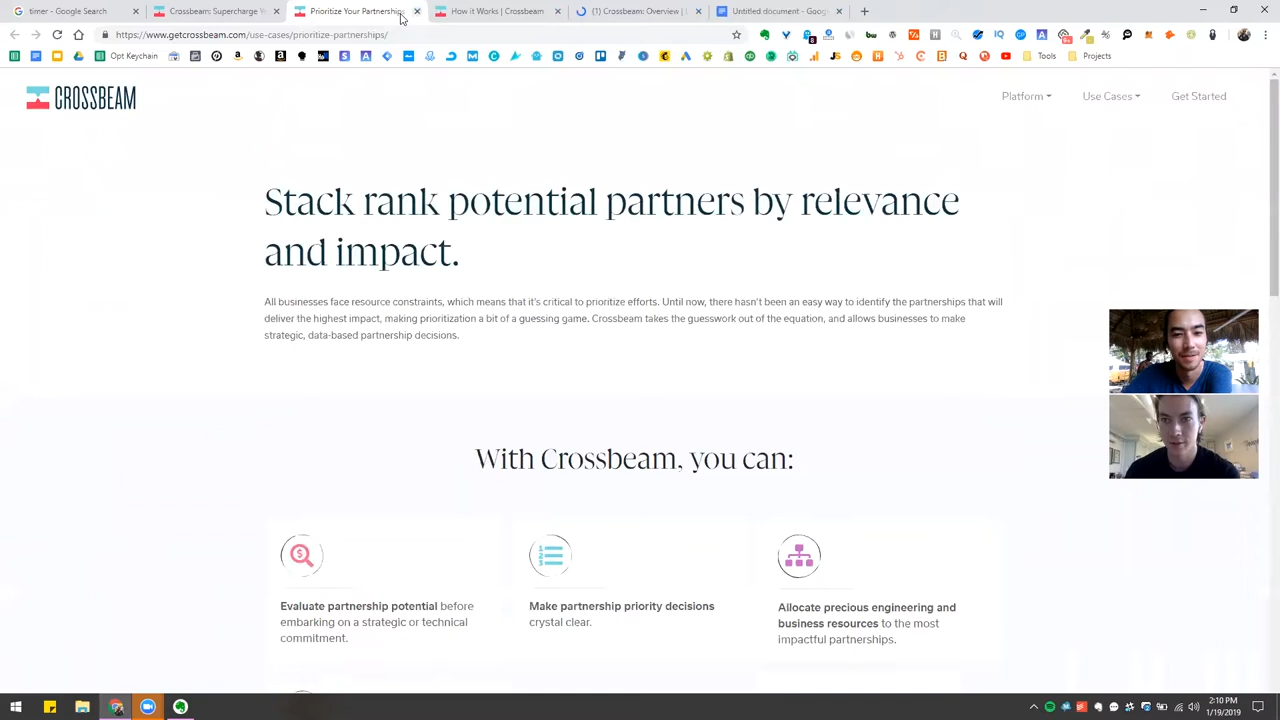 timer - Google Search
Crossbeam: Supercharge Y
Prioritize Your Partnerships
How it Works | Crossbeam
(1) Crossbeam: Overview | R
Untitled document - Goog
https://www.getcrossbeam.com/use-cases/prioritize-partnerships/
Opt Keychain
Tools
Projects
CROSSBEAM
Platform
Use Cases
Get Started
Stack rank potential partners by relevance
and impact.
All businesses face resource constraints, which means that it's critical to prioritize efforts. Until now, there hasn't been an easy way to identify the partnerships that will
deliver the highest impact, making prioritization a bit of a guessing game. Crossbeam takes the guesswork out of the equation, and allows businesses to make
strategic, data-based partnership decisions.
With Crossbeam, you can:
Evaluate partnership potential before
embarking on a strategic or technical
commitment.
Make partnership priority decisions
crystal clear.
Allocate precious engineering and
business resources to the most
impactful partnerships.
2:10 PM
1/19/2019